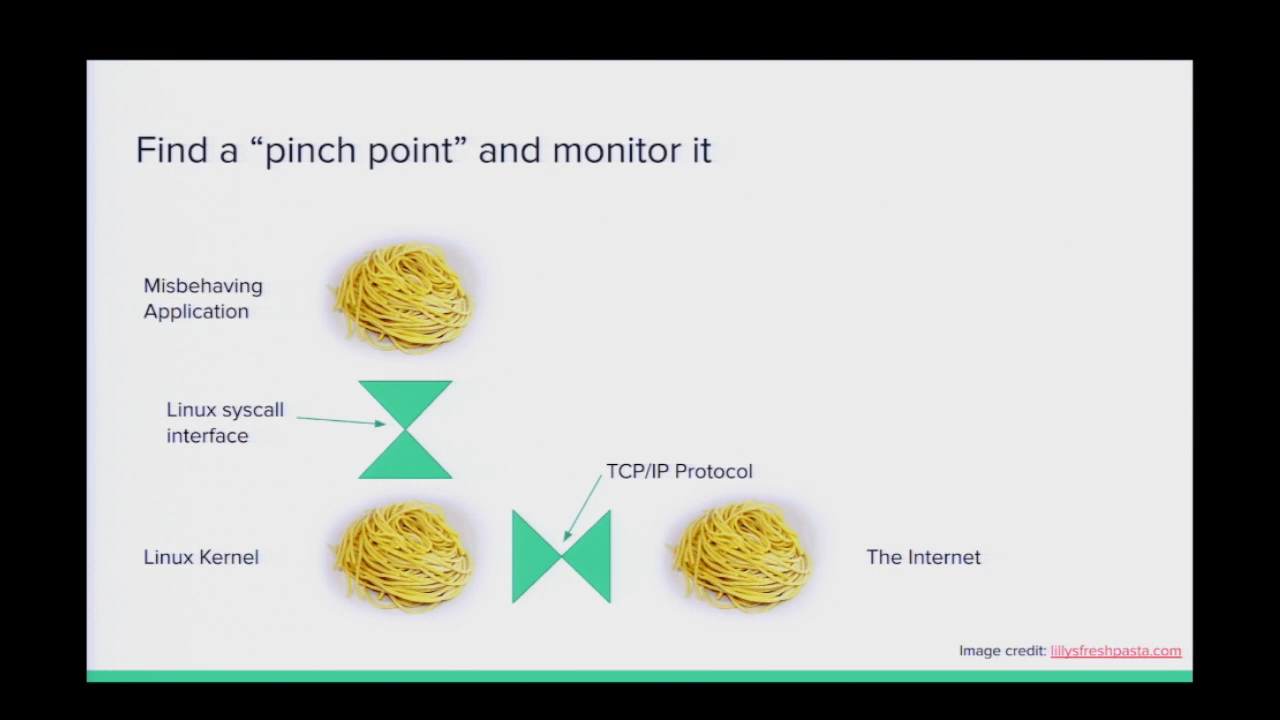 Find a “pinch point” and monitor it
Misbehaving
Application
Linux syscall
interface
TCP/IP Protocol
Linux Kernel
The Internet
Image credit: lillysfreshpasta.com